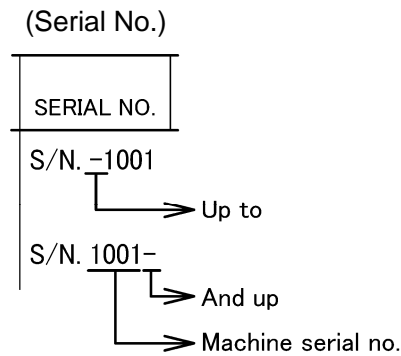 (Serial No.)
SERIAL NO.
S/N. -1001
Up to
S/N. 1001-
And up
Machine serial no.